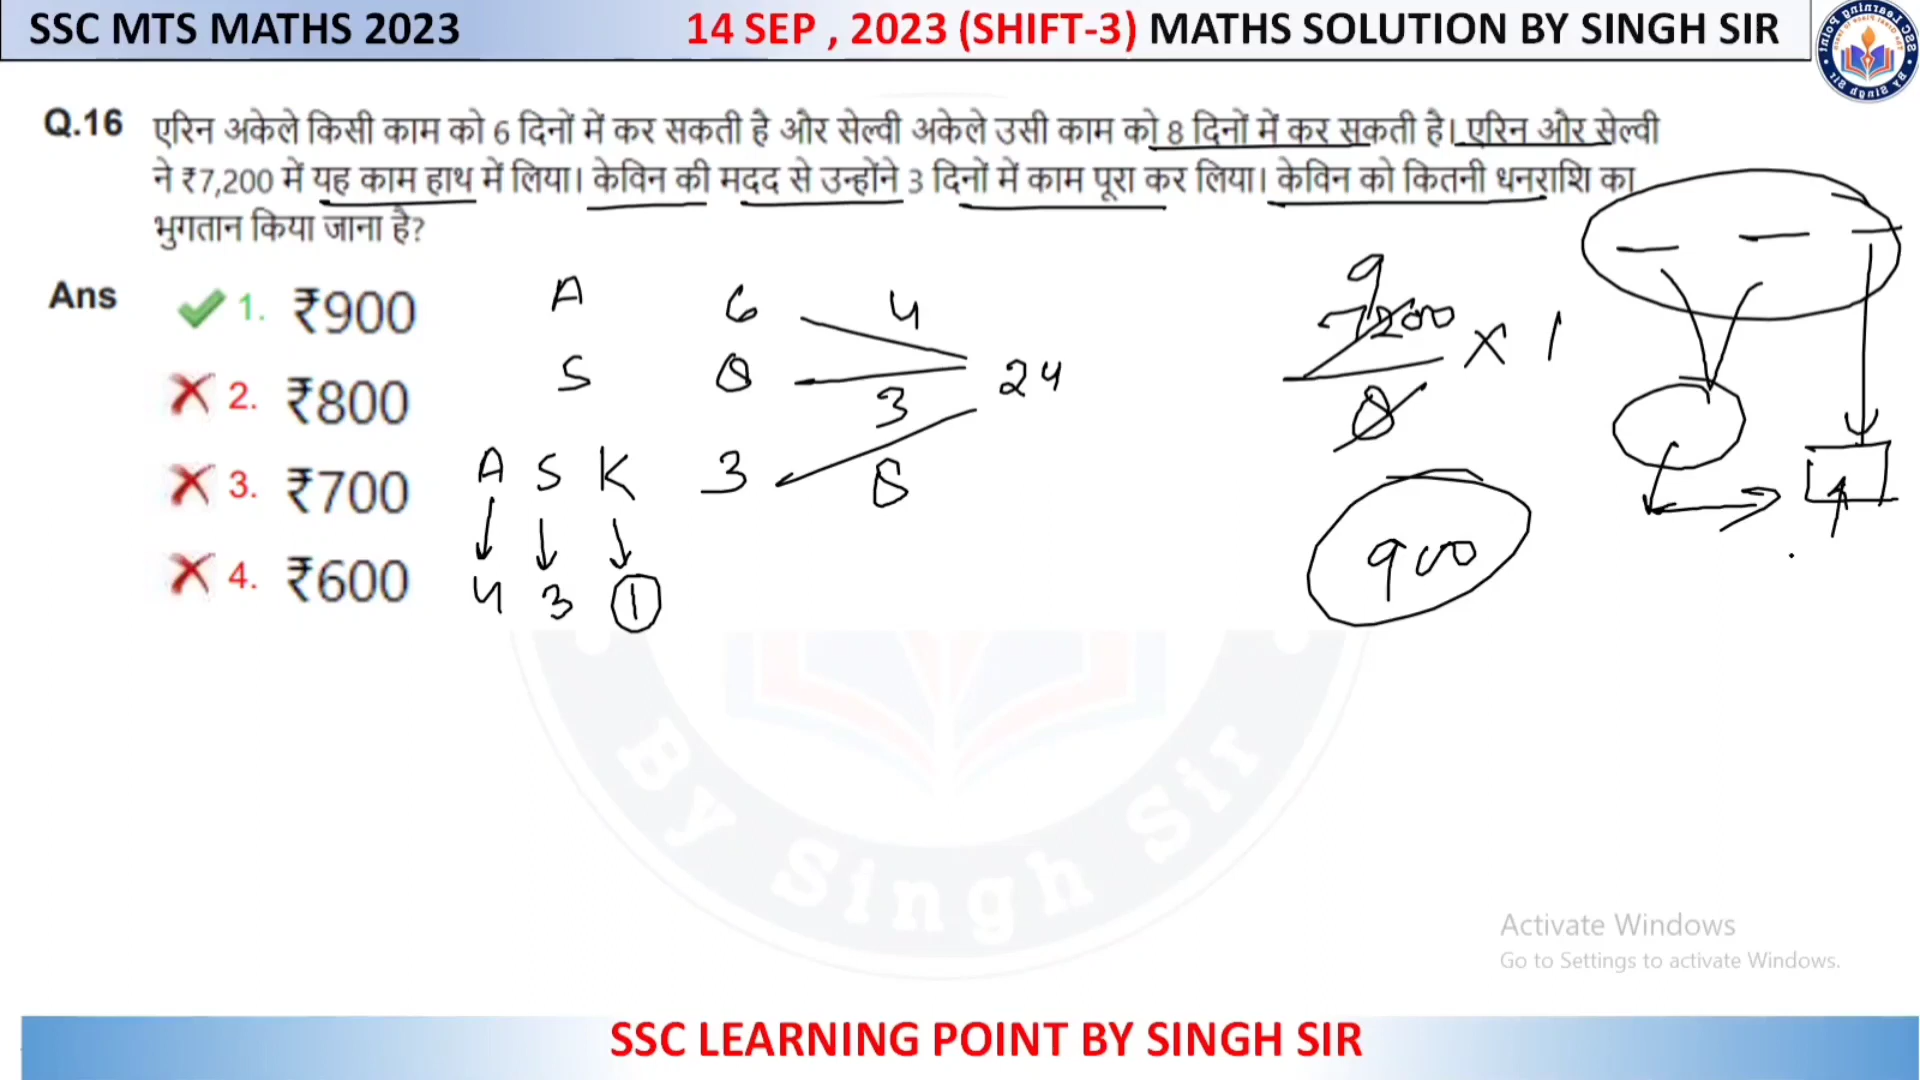 SSC MTS MATHS 2023
14 SEP , 2023 (SHIFT-3) MATHS SOLUTION BY SINGH SIR
Q.16 एरिन अकेले किसी काम को 6 दिनों में कर सकती है और सेल्वी अकेले उसी काम को 8 दिनों में कर सकती है। एरिन और सेल्वी
ने ₹7,200 में यह काम हाथ में लिया। केविन की मदद से उन्होंने 3 दिनों में काम पूरा कर लिया। केविन को कितनी धनराशि का
भुगतान किया जाना है?
Ans 1. ₹900
2. ₹800
3. ₹700
4. ₹600
A 6 4
S 8 3 24
A S K 3 8
4 3 1
9
7200 × 1
8
900
By Singh Sir
Activate Windows
Go to Settings to activate Windows.
SSC LEARNING POINT BY SINGH SIR